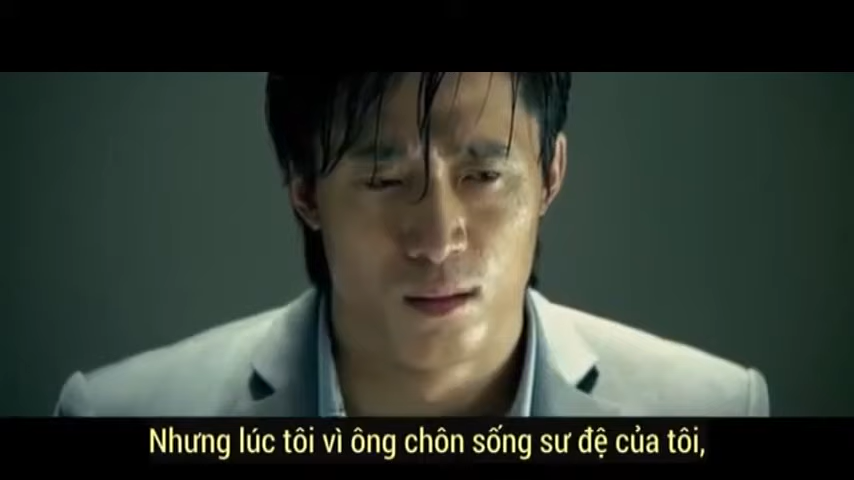 Nhưng lúc tôi vì ông chôn sống sư đệ của tôi,